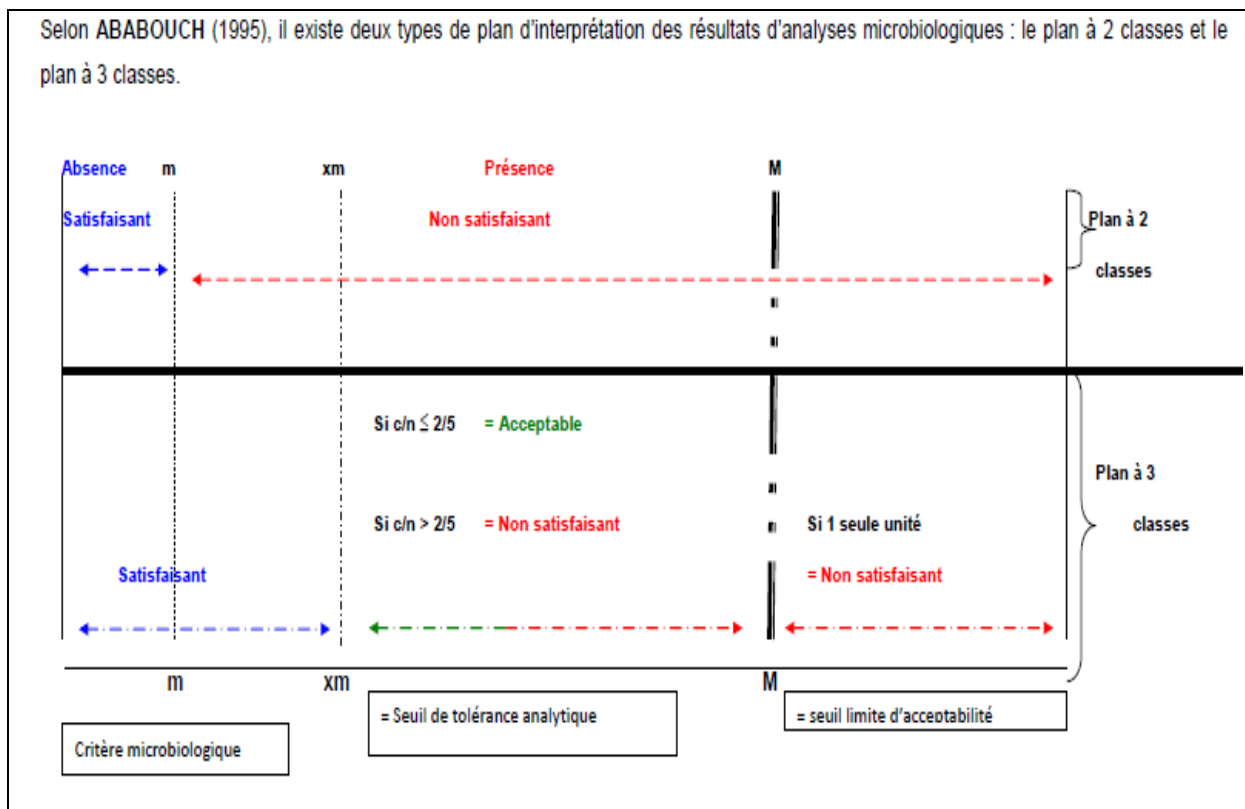 Selon ABABOUCH (1995), il existe deux types de plan d'interprétation des résultats d'analyses microbiologiques : le plan à 2 classes et le
plan à 3 classes.
Absence m xm Présence M
Satisfaisant Non satisfaisant Plan à 2
classes
Si c/n ≤ 2/5 = Acceptable
Plan à 3
Si c/n > 2/5 = Non satisfaisant Si 1 seule unité classes
Satisfaisant = Non satisfaisant
m xm M
= Seuil de tolérance analytique = seuil limite d'acceptabilité
Critère microbiologique